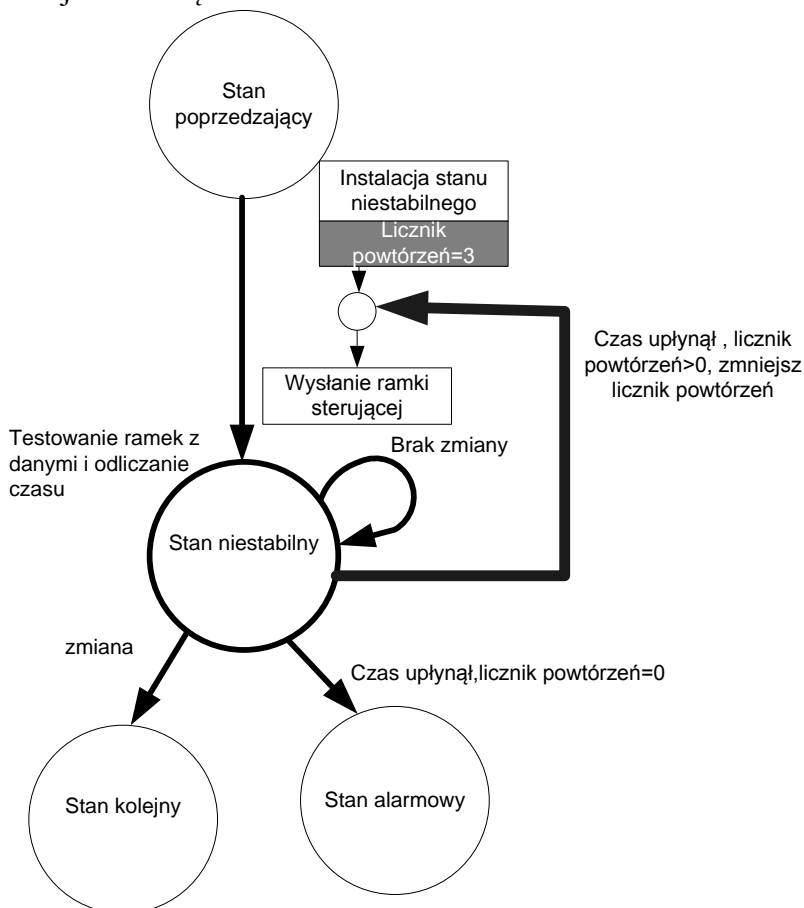 Stan
poprzedzający
Instalacja stanu
niestabilnego
Licznik
powtórzeń=3
Czas upłynął , licznik
powtórzeń>0, zmniejsz
licznik powtórzeń
Wysłanie ramki
sterującej
Testowanie ramek z
danymi i odliczanie
czasu
Brak zmiany
Stan niestabilny
zmiana
Czas upłynął,licznik powtórzeń=0
Stan kolejny
Stan alarmowy